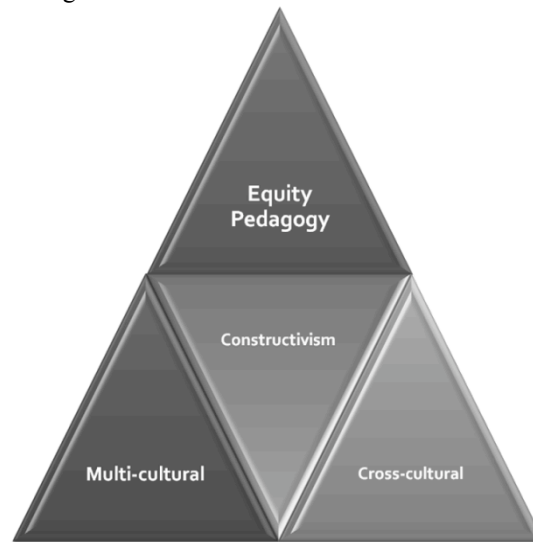 Equity
Pedagogy
Constructivism
Multi-cultural
Cross-cultural